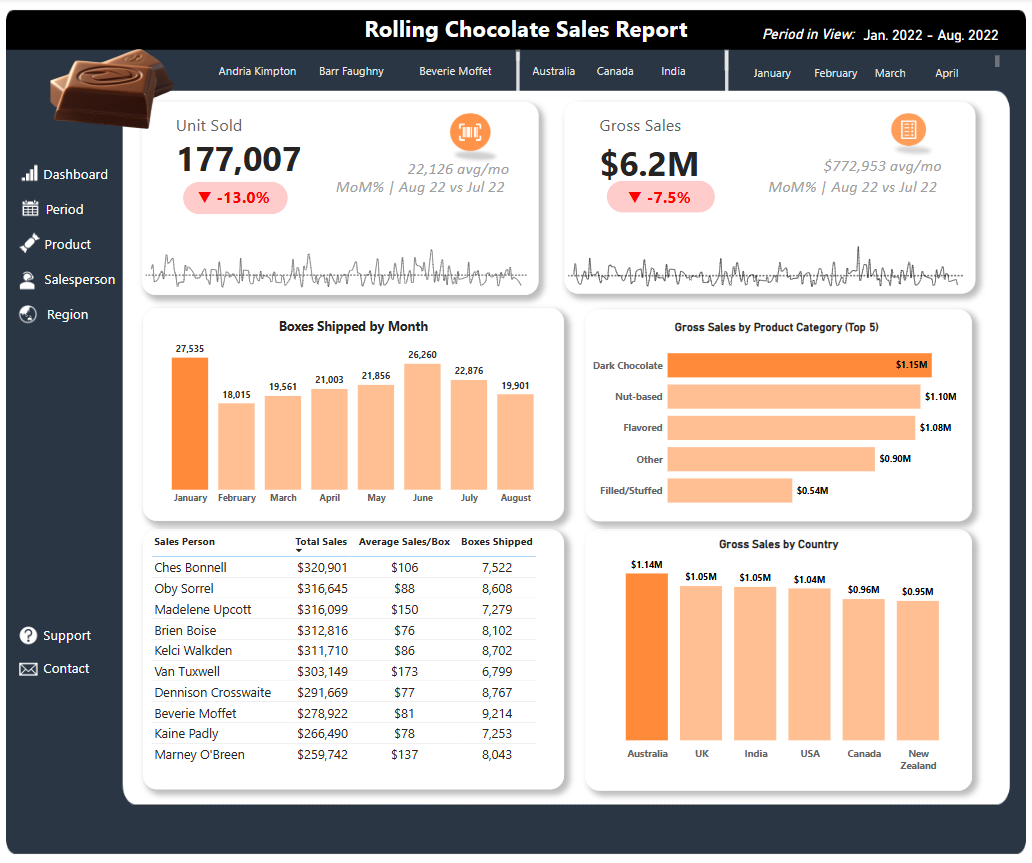 Rolling Chocolate Sales Report
Period in View: Jan. 2022 - Aug. 2022
Andria Kimpton Barr Faughny Beverie Moffet Australia Canada India January February March April
Dashboard
Period
Product
Salesperson
Region
Support
Contact
Unit Sold
177,007
▼ -13.0%
22,126 avg/mo
MoM% | Aug 22 vs Jul 22
Gross Sales
$6.2M
▼ -7.5%
$772,953 avg/mo
MoM% | Aug 22 vs Jul 22
Boxes Shipped by Month
27,535 18,015 19,561 21,003 21,856 26,260 22,876 19,901
January February March April May June July August
Gross Sales by Product Category (Top 5)
Dark Chocolate $1.15M
Nut-based $1.10M
Flavored $1.08M
Other $0.90M
Filled/Stuffed $0.54M
Sales Person Total Sales Average Sales/Box Boxes Shipped
Ches Bonnell $320,901 $106 7,522
Oby Sorrel $316,645 $88 8,608
Madelene Upcott $316,099 $150 7,279
Brien Boise $312,816 $76 8,102
Kelci Walkden $311,710 $86 8,702
Van Tuxwell $303,149 $173 6,799
Dennison Crosswaite $291,669 $77 8,767
Beverie Moffet $278,922 $81 9,214
Kaine Padly $266,490 $78 7,253
Marney O'Breen $259,742 $137 8,043
Gross Sales by Country
$1.14M $1.05M $1.05M $1.04M $0.96M $0.95M
Australia UK India USA Canada New
Zealand